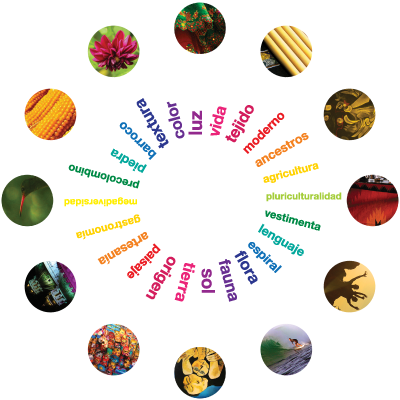 luz
vida
tejido
moderno
ancestros
agricultura
pluriculturalidad
vestimenta
lenguaje
espiral
flora
fauna
sol
tierra
origen
paisaje
artesanía
gastronomía
megadiversidad
precolombino
piedra
barroco
textura
color